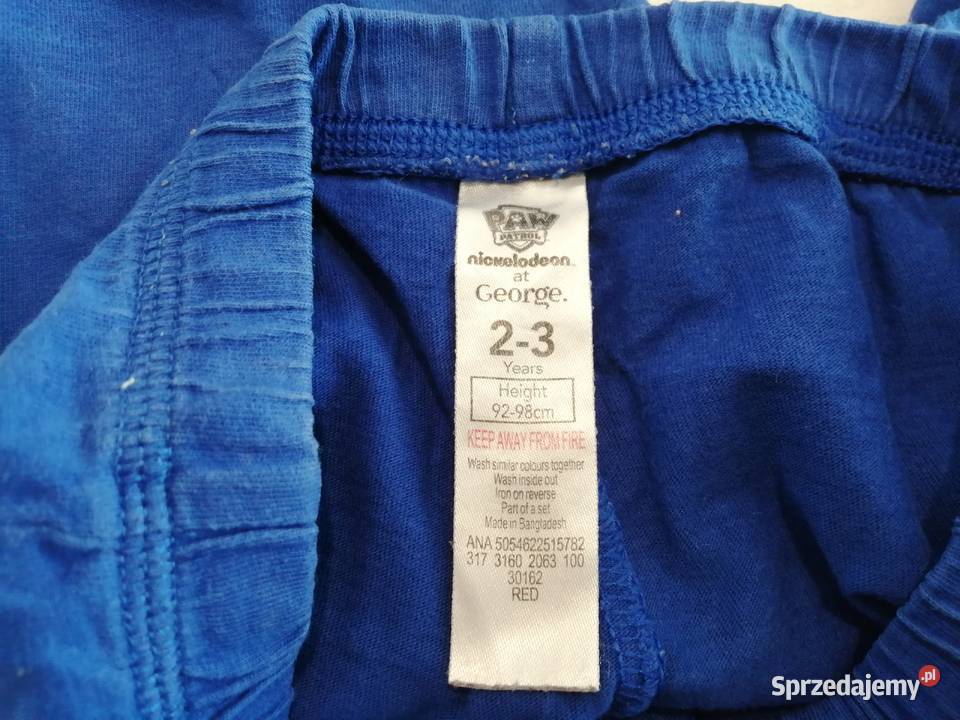 PAW
PATROL
nickelodeon
at
George.
2-3
Years
Height
92-98cm
KEEP AWAY FROM FIRE
Wash similar colours together
Wash inside out
Iron on reverse
Part of a set
Made in Bangladesh
ANA 5054622515782
317 3160 2063 100
30162
RED
Sprzedajemy.pl